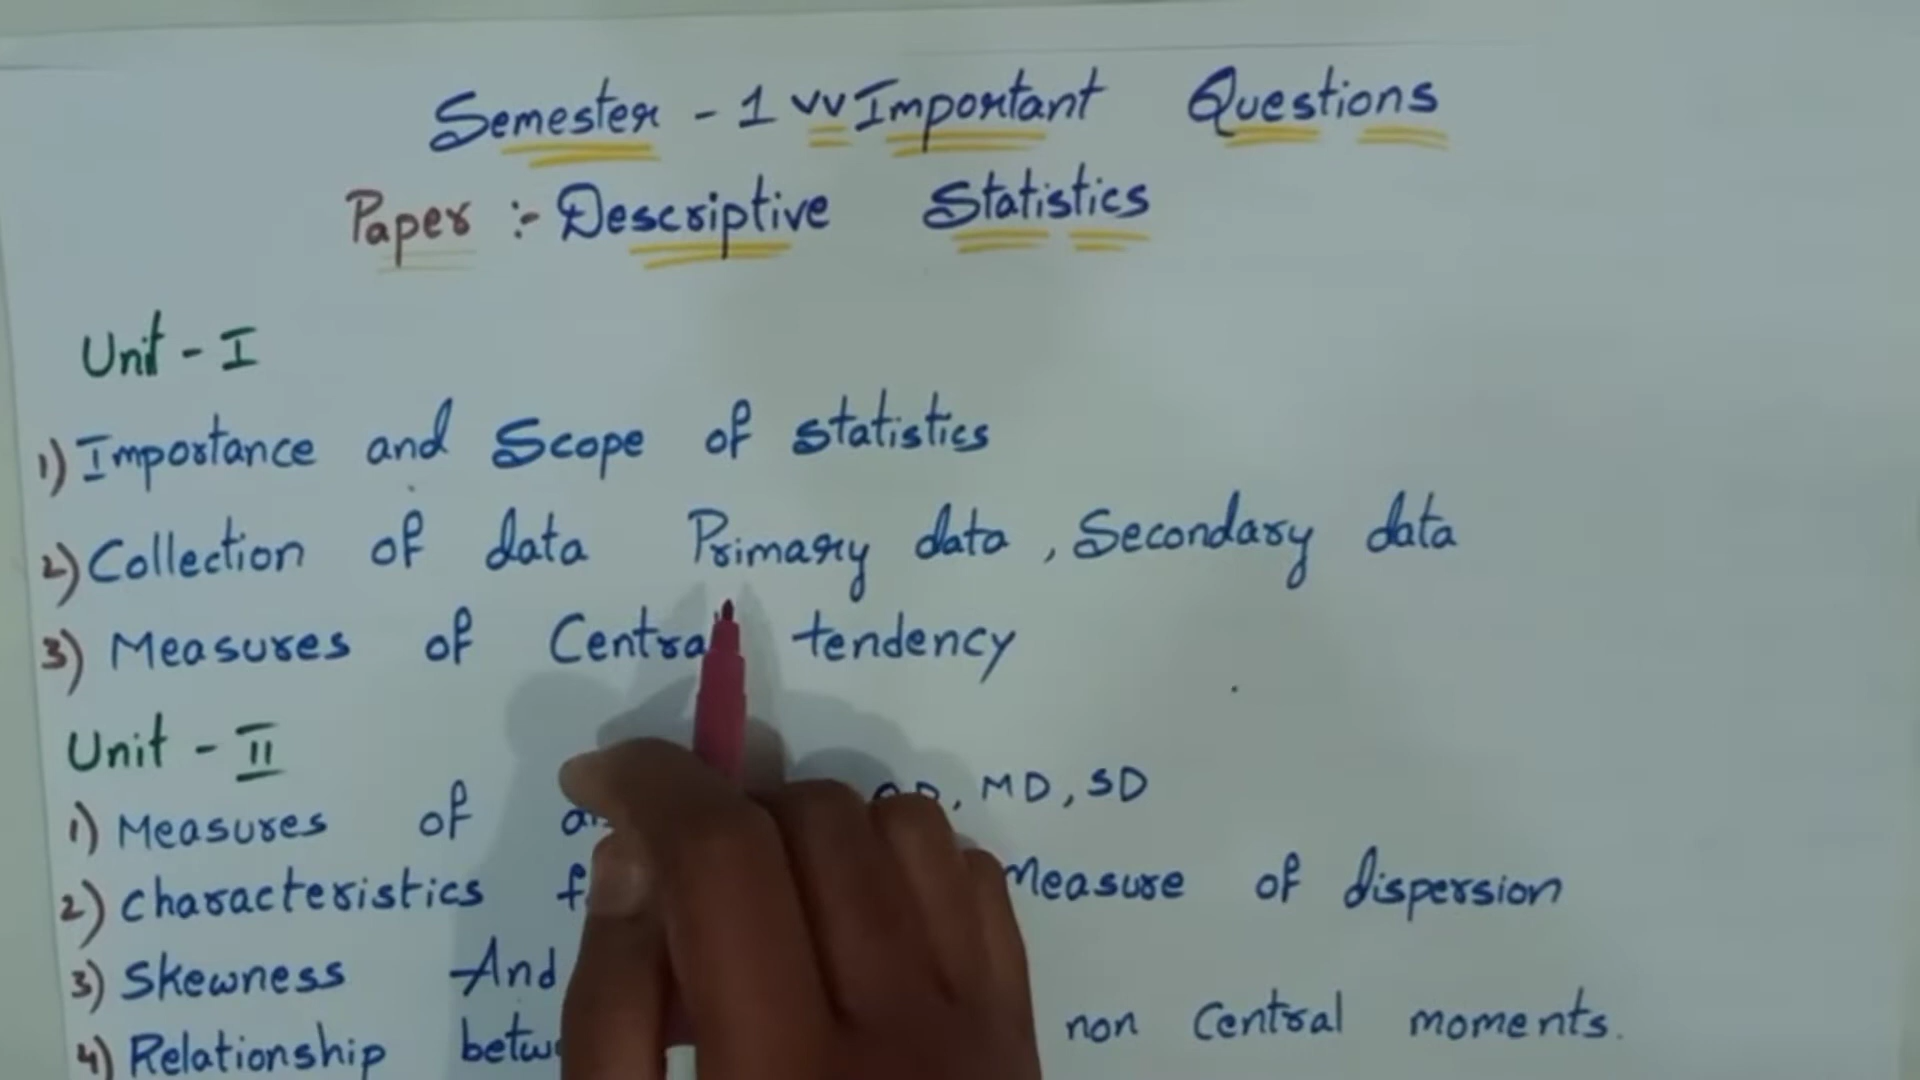 Semester - 1 vv Important Questions
Paper :- Descriptive Statistics
Unit - I
1) Importance and Scope of statistics
2) Collection of data Primary data , Secondary data
3) Measures of Central tendency
Unit - II
1) Measures of , MD, SD
2) characteristics Measure of dispersion
3) Skewness And
4) Relationship non Central moments.